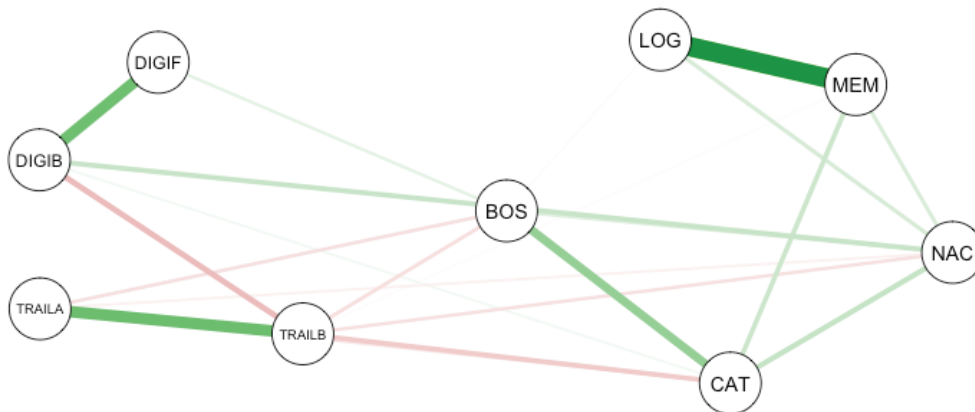 LOG
DIGIF
MEM
DIGIB
BOS
NAC
TRAILA
TRAILB
CAT